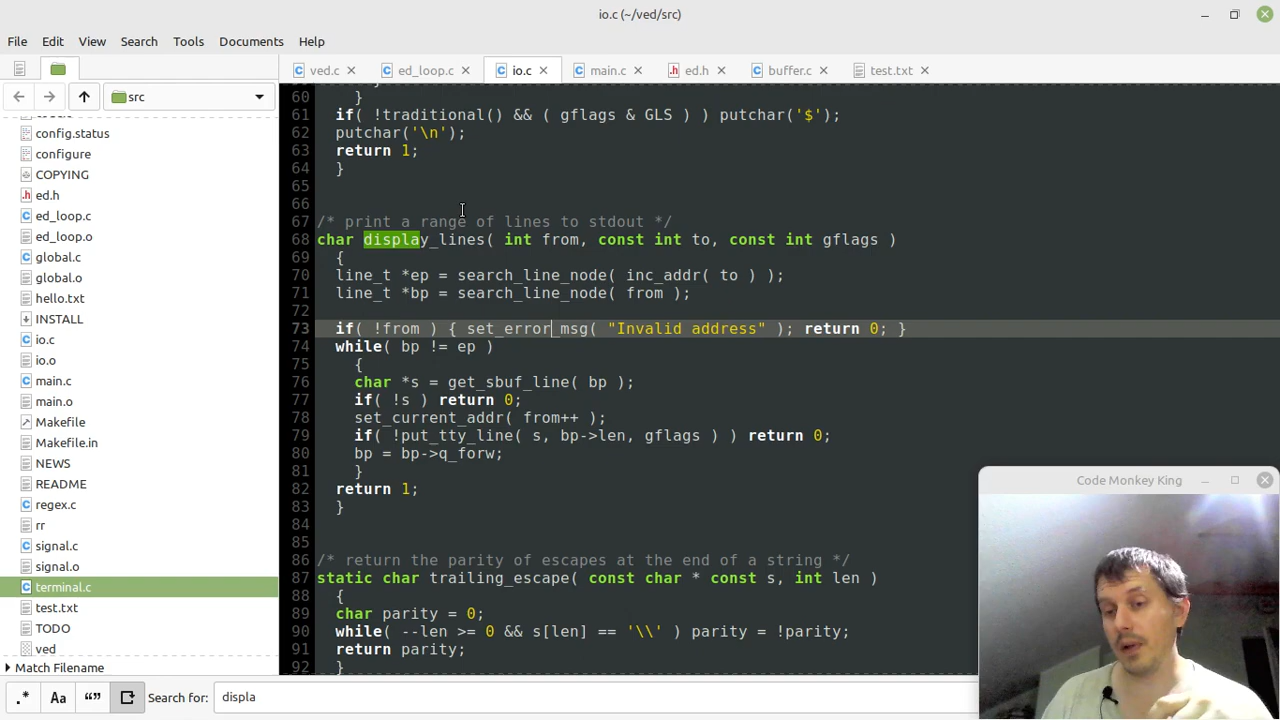 io.c (~/ved/src)
File Edit View Search Tools Documents Help
ved.c ed_loop.c io.c main.c ed.h buffer.c test.txt
src
config.status
configure
COPYING
ed.h
ed_loop.c
ed_loop.o
global.c
global.o
hello.txt
INSTALL
io.c
io.o
main.c
main.o
Makefile
Makefile.in
NEWS
README
regex.c
rr
signal.c
signal.o
terminal.c
test.txt
TODO
ved
Match Filename
60 }
61 if( !traditional() && ( gflags & GLS ) ) putchar('$');
62 putchar('\n');
63 return 1;
64 }
65
66
67 /* print a range of lines to stdout */
68 char display_lines( int from, const int to, const int gflags )
69 {
70 line_t *ep = search_line_node( inc_addr( to ) );
71 line_t *bp = search_line_node( from );
72
73 if( !from ) { set_error_msg( "Invalid address" ); return 0; }
74 while( bp != ep )
75 {
76 char *s = get_sbuf_line( bp );
77 if( !s ) return 0;
78 set_current_addr( from++ );
79 if( !put_tty_line( s, bp->len, gflags ) ) return 0;
80 bp = bp->q_forw;
81 }
82 return 1;
83 }
84
85
86 /* return the parity of escapes at the end of a string */
87 static char trailing_escape( const char * const s, int len )
88 {
89 char parity = 0;
90 while( --len >= 0 && s[len] == '\\' ) parity = !parity;
91 return parity;
92 }
.* Aa “” Search for: displa
Code Monkey King